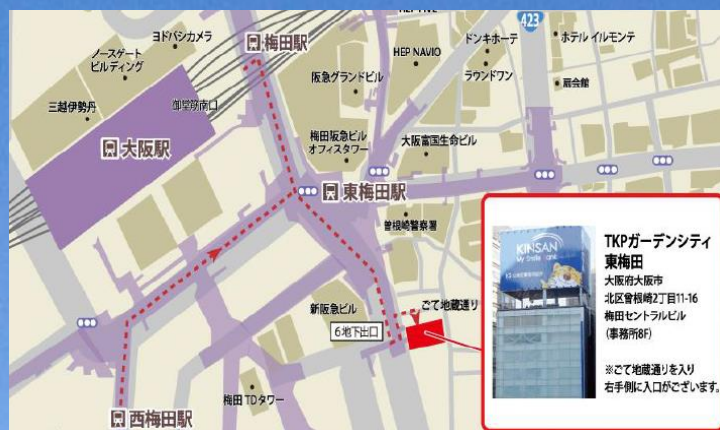 423
ヨドバシカメラ
梅田駅
HEP NAVIO
ドンキホーテ
ホテル イルモンテ
ノースゲート
ビルディング
阪急グランドビル
ラウンドワン
扇会館
三越伊勢丹
御堂筋南口
大阪駅
梅田阪急ビル
オフィスタワー
大阪富国生命ビル
東梅田駅
曽根崎警察署
新阪急ビル
ごて地蔵通り
6地下出口
梅田TDタワー
西梅田駅
KINSAN
TKPガーデンシティ
東梅田
大阪府大阪市
北区曾根崎2丁目11-16
梅田セントラルビル
(事務所8F)
※ごて地蔵通りを入り
右手側に入口がございます。